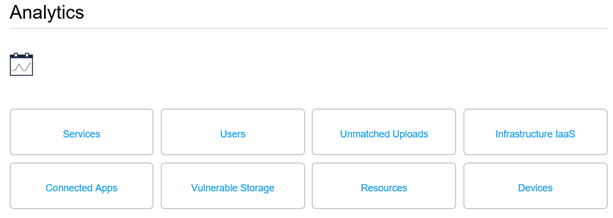 Analytics
Services Users Unmatched Uploads Infrastructure IaaS
Connected Apps Vulnerable Storage Resources Devices